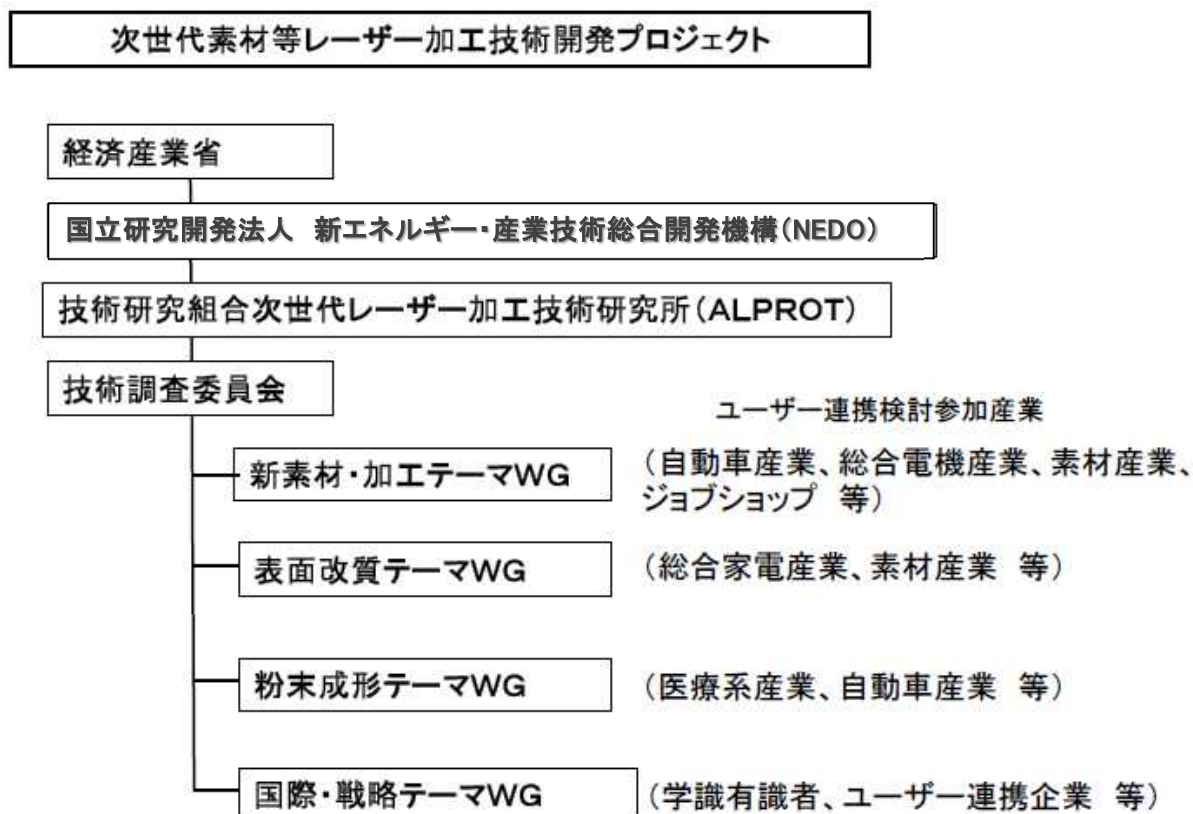 次世代素材等レーザー加工技術開発プロジェクト
経済産業省
国立研究開発法人　新エネルギー・産業技術総合開発機構(NEDO)
技術研究組合次世代レーザー加工技術研究所(ALPROT)
技術調査委員会
ユーザー連携検討参加産業
新素材・加工テーマWG
(自動車産業、総合電機産業、素材産業、
ジョブショップ　等)
表面改質テーマWG
(総合家電産業、素材産業　等)
粉末成形テーマWG
(医療系産業、自動車産業　等)
国際・戦略テーマWG
(学識有識者、ユーザー連携企業　等)